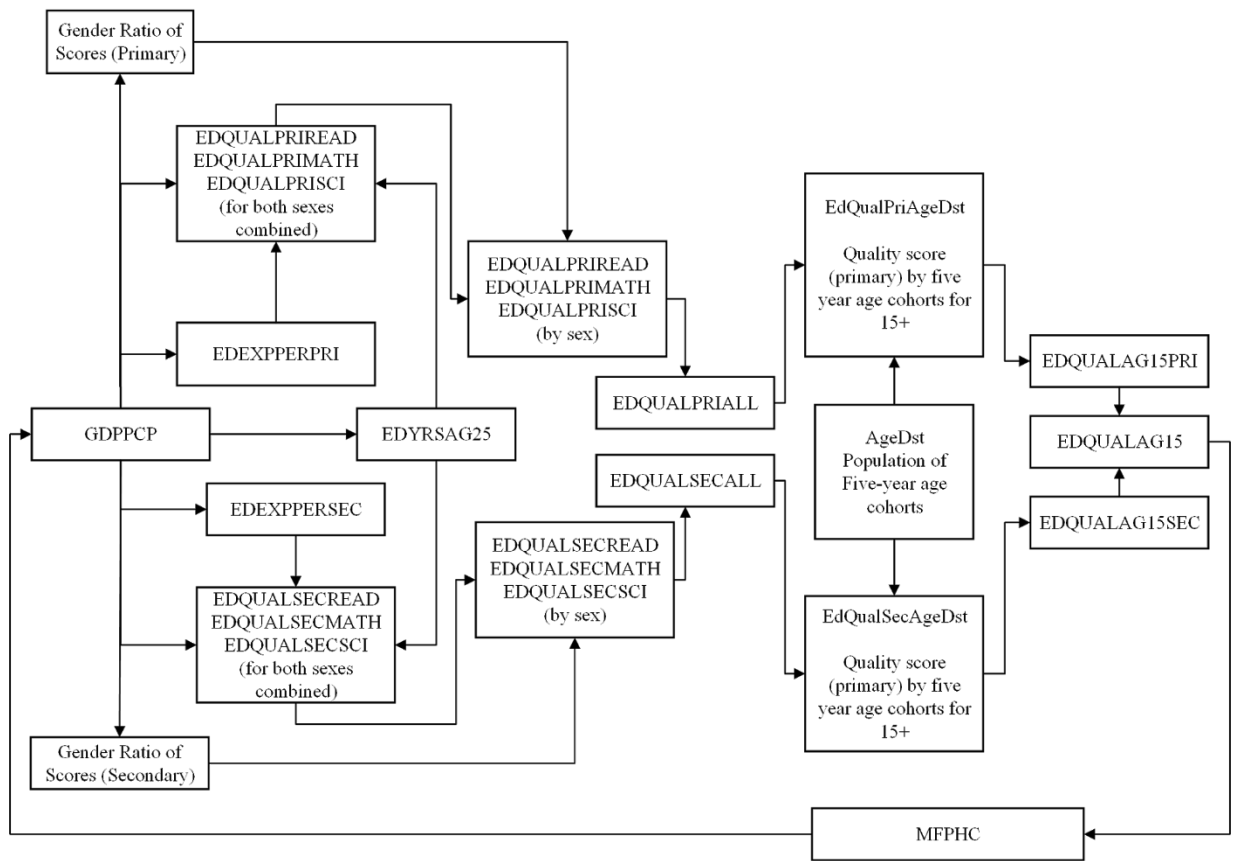 Gender Ratio of
Scores (Primary)
EDQUALPRIREAD
EDQUALPRIMATH
EDQUALPRISCI
(for both sexes
combined)
EDEXPPERPRI
GDPPCP
EDYRSAG25
EDEXPPERSEC
EDQUALSECREAD
EDQUALSECMATH
EDQUALSECSCI
(for both sexes
combined)
Gender Ratio of
Scores (Secondary)
EDQUALPRIREAD
EDQUALPRIMATH
EDQUALPRISCI
(by sex)
EDQUALPRIALL
EDQUALSECALL
EDQUALSECREAD
EDQUALSECMATH
EDQUALSECSCI
(by sex)
EdQualPriAgeDst
Quality score
(primary) by five
year age cohorts for
15+
AgeDst
Population of
Five-year age
cohorts
EdQualSecAgeDst
Quality score
(primary) by five
year age cohorts for
15+
EDQUALAG15PRI
EDQUALAG15
EDQUALAG15SEC
MFPHC